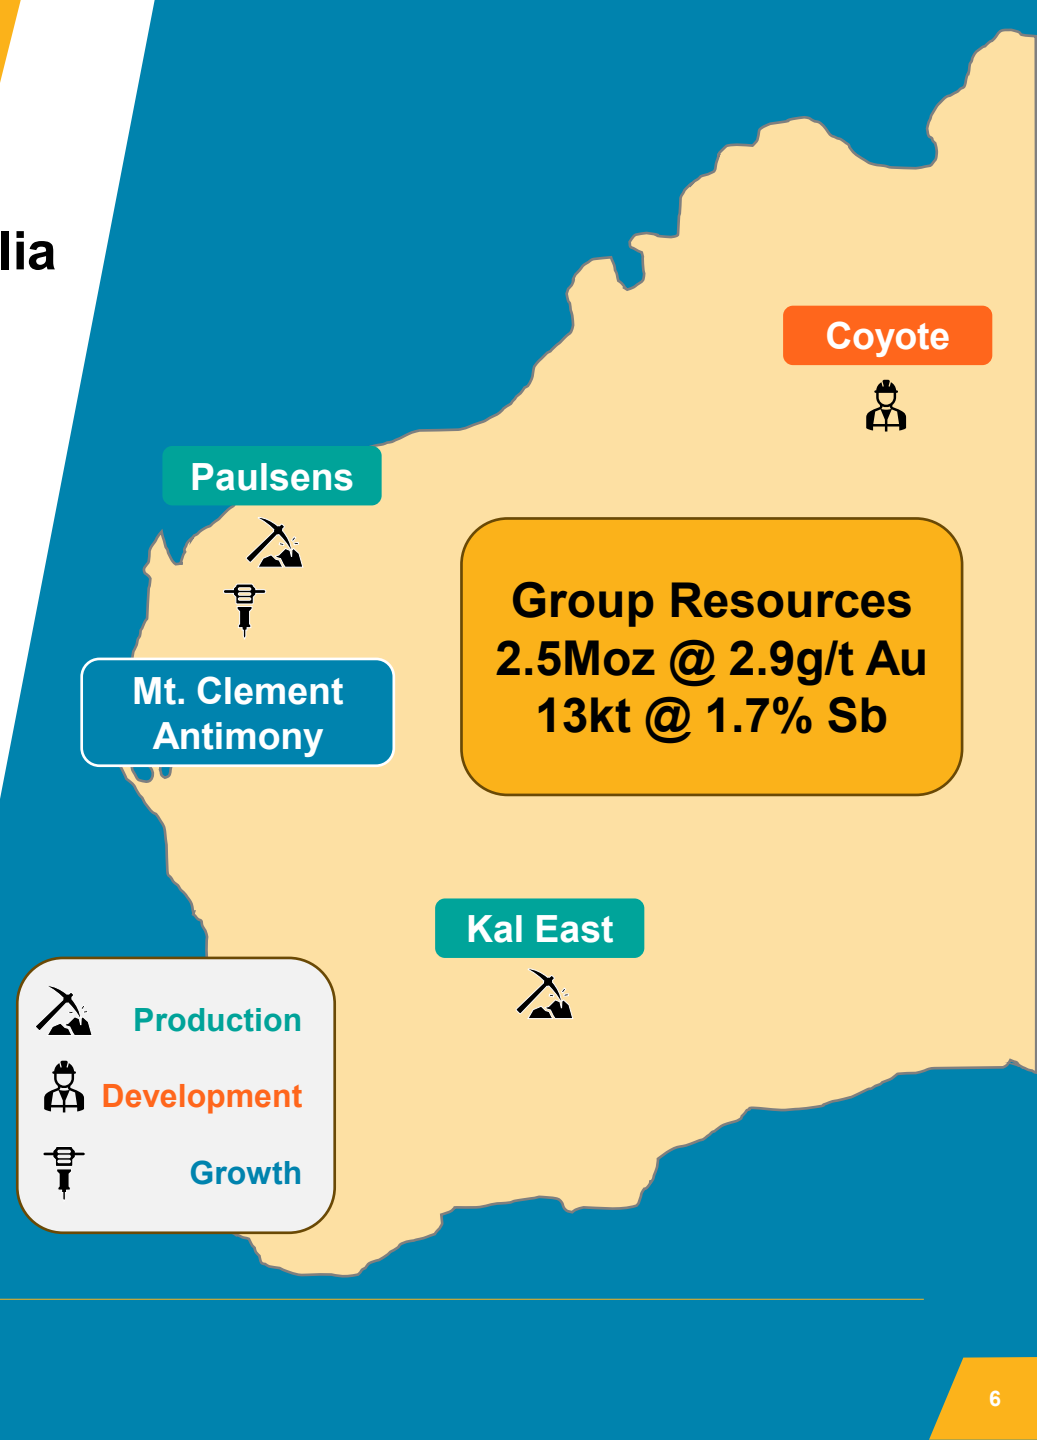 lia
Coyote
Paulsens
Group Resources
2.5Moz @ 2.9g/t Au
13kt @ 1.7% Sb
Mt. Clement
Antimony
Kal East
Production
Development
Growth
6